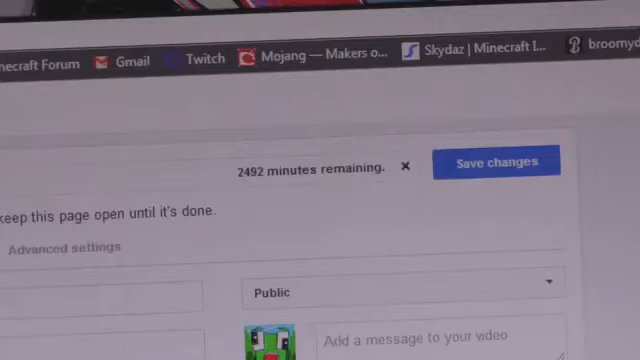 necraft Forum Gmail Twitch Mojang — Makers o... Skydaz | Minecraft I... broomyd
2492 minutes remaining. × Save changes
keep this page open until it's done.
Advanced settings
Public
Add a message to your video